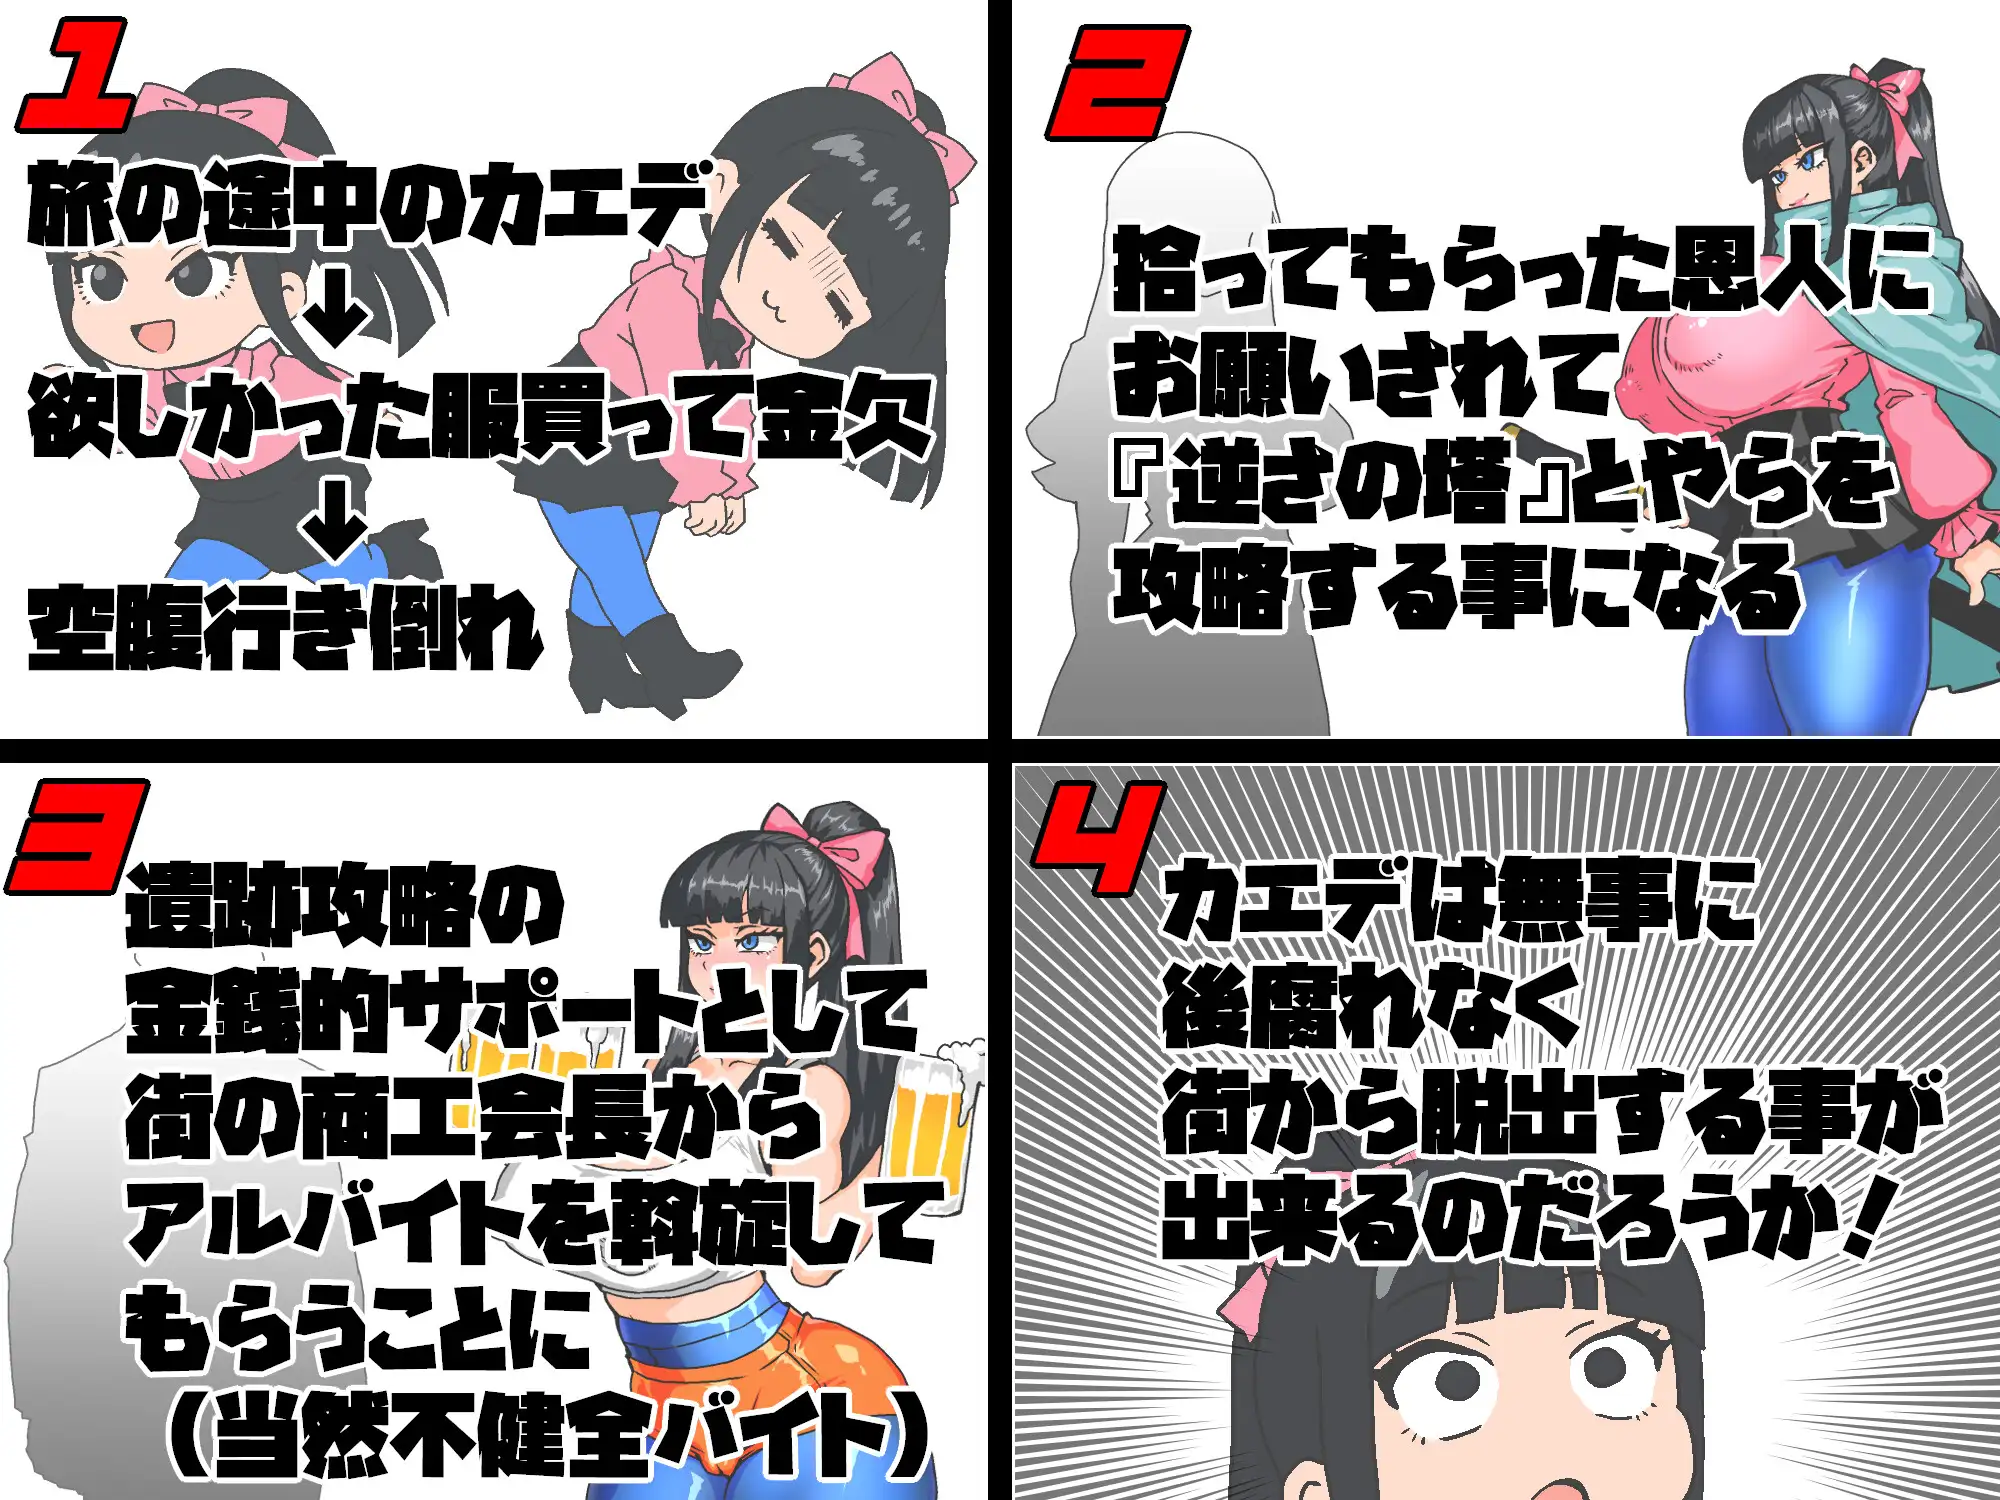 1
旅の途中のカエデ
↓
欲しかった服買って金欠
↓
空腹行き倒れ
2
拾ってもらった恩人に
お願いされて
『逆さの塔』とやらを
攻略する事になる
3
遺跡攻略の
金銭的サポートとして
街の商工会長から
アルバイトを斡旋して
もらうことに
(当然不健全バイト)
4
カエデは無事に
後腐れなく
街から脱出する事が
出来るのだろうか！